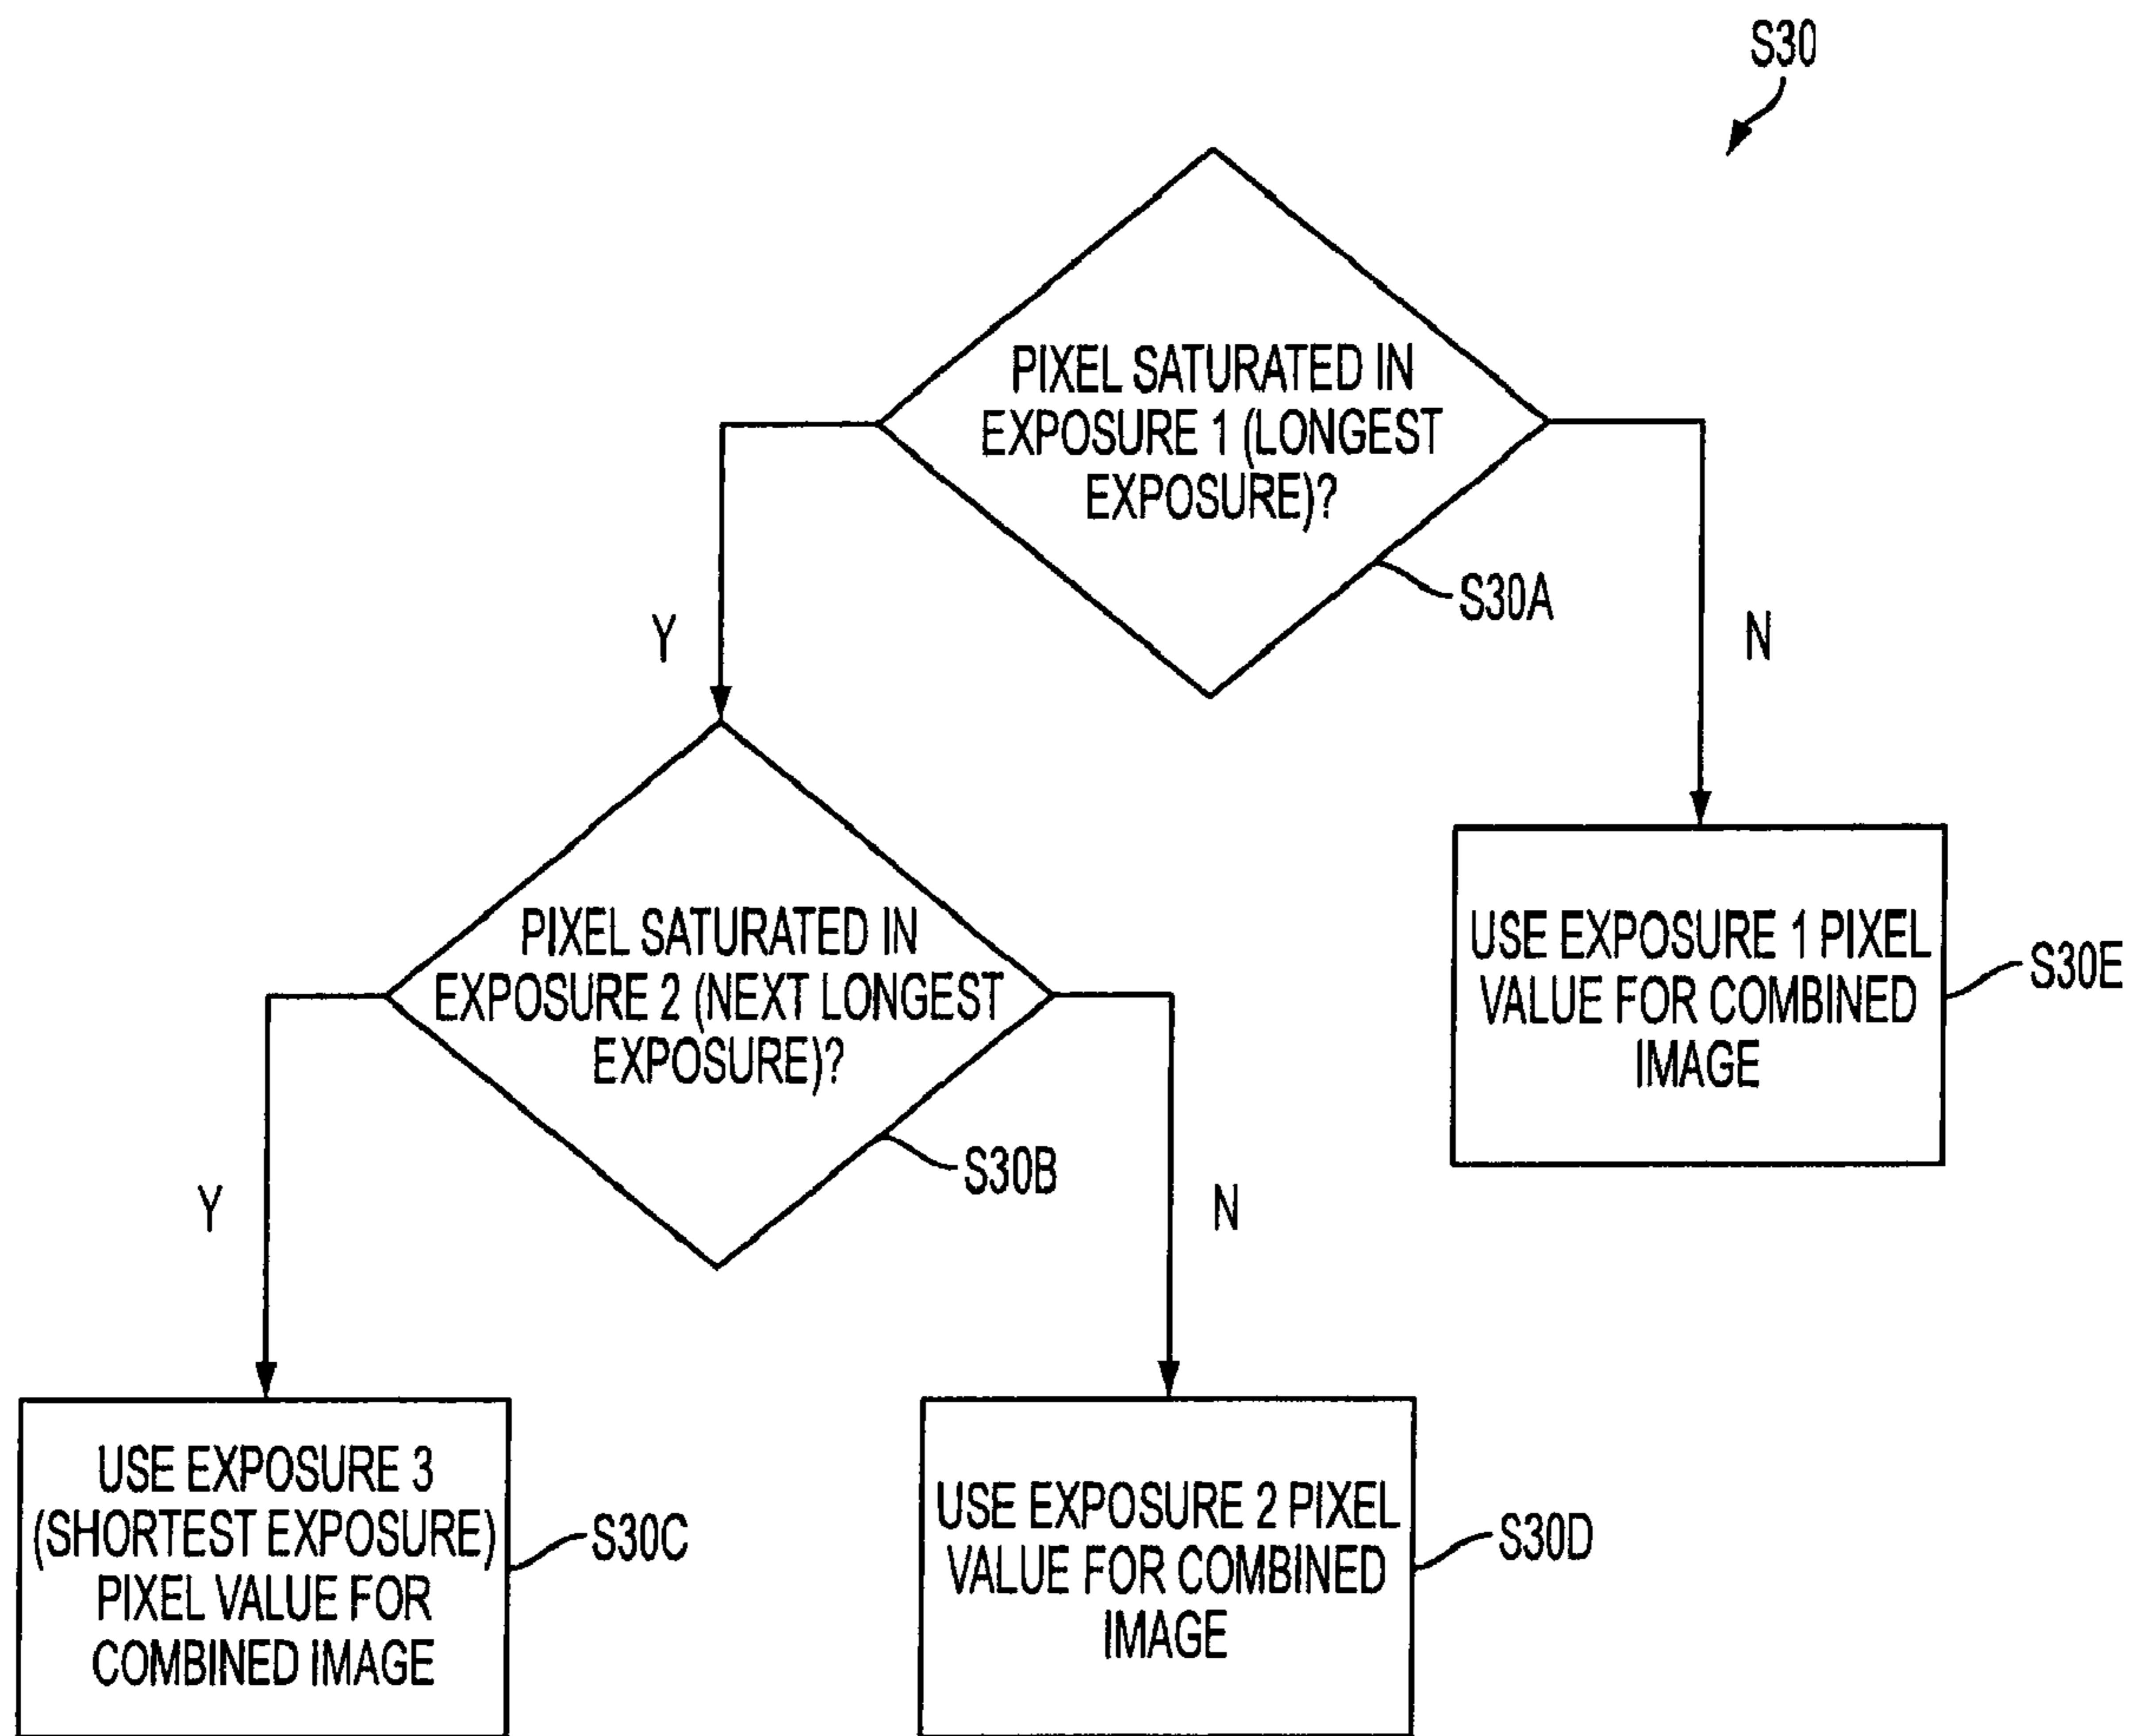 S30
PIXEL SATURATED IN
EXPOSURE 1 (LONGEST
EXPOSURE)?
S30A
Y
N
PIXEL SATURATED IN
EXPOSURE 2 (NEXT LONGEST
EXPOSURE)?
S30B
USE EXPOSURE 1 PIXEL
VALUE FOR COMBINED
IMAGE
S30E
Y
N
USE EXPOSURE 3
(SHORTEST EXPOSURE)
PIXEL VALUE FOR
COMBINED IMAGE
S30C
USE EXPOSURE 2 PIXEL
VALUE FOR COMBINED
IMAGE
S30D